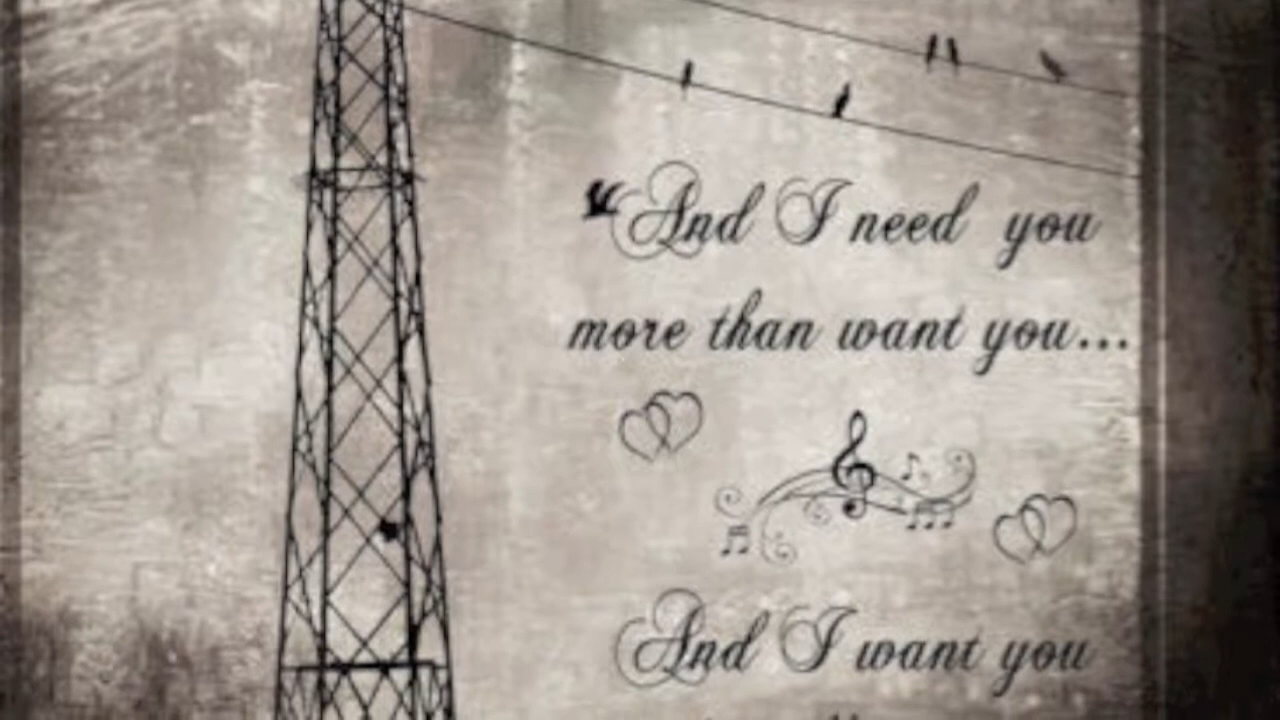 “And I need you
more than want you...
And I want you